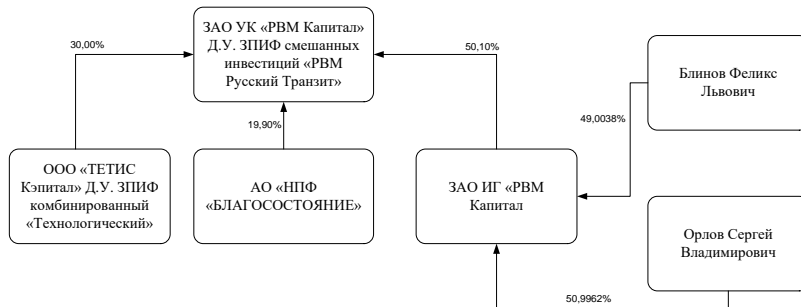 ЗАО УК «РВМ Капитал»
Д.У. ЗПИФ смешанных
инвестиций «РВМ
Русский Транзит»
30,00%
50,10%
19,90%
Блинов Феликс
Львович
49,0038%
ООО «ТЕТИС
Кэпитал» Д.У. ЗПИФ
комбинированный
«Технологический»
АО «НПФ
«БЛАГОСОСТОЯНИЕ»
ЗАО ИГ «РВМ
Капитал
Орлов Сергей
Владимирович
50,9962%